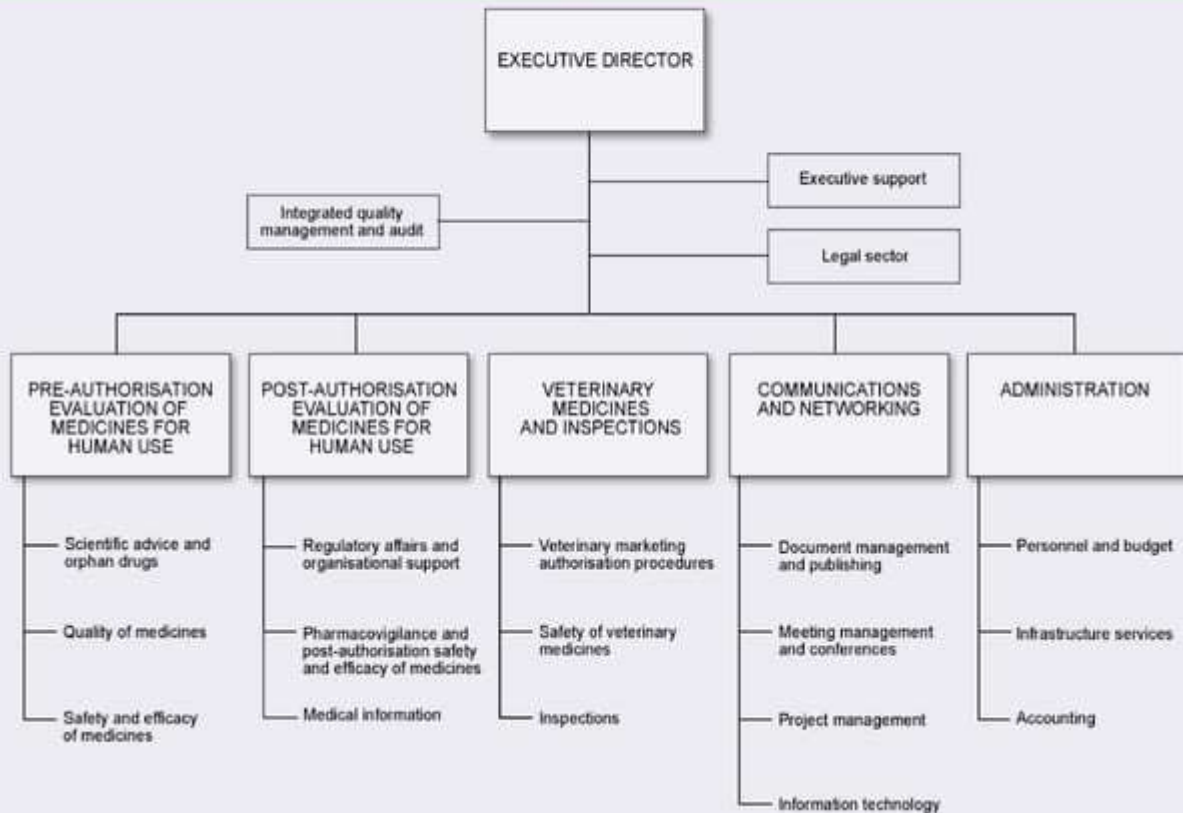 EXECUTIVE DIRECTOR
Executive support
Integrated quality
management and audit
Legal sector
PRE-AUTHORISATION
EVALUATION OF
MEDICINES FOR
HUMAN USE
POST-AUTHORISATION
EVALUATION OF
MEDICINES FOR
HUMAN USE
VETERINARY
MEDICINES
AND INSPECTIONS
COMMUNICATIONS
AND NETWORKING
ADMINISTRATION
Scientific advice and
orphan drugs
Quality of medicines
Safety and efficacy
of medicines
Regulatory affairs and
organisational support
Pharmacovigilance and
post-authorisation safety
and efficacy of medicines
Medical information
Veterinary marketing
authorisation procedures
Safety of veterinary
medicines
Inspections
Document management
and publishing
Meeting management
and conferences
Project management
Information technology
Personnel and budget
Infrastructure services
Accounting